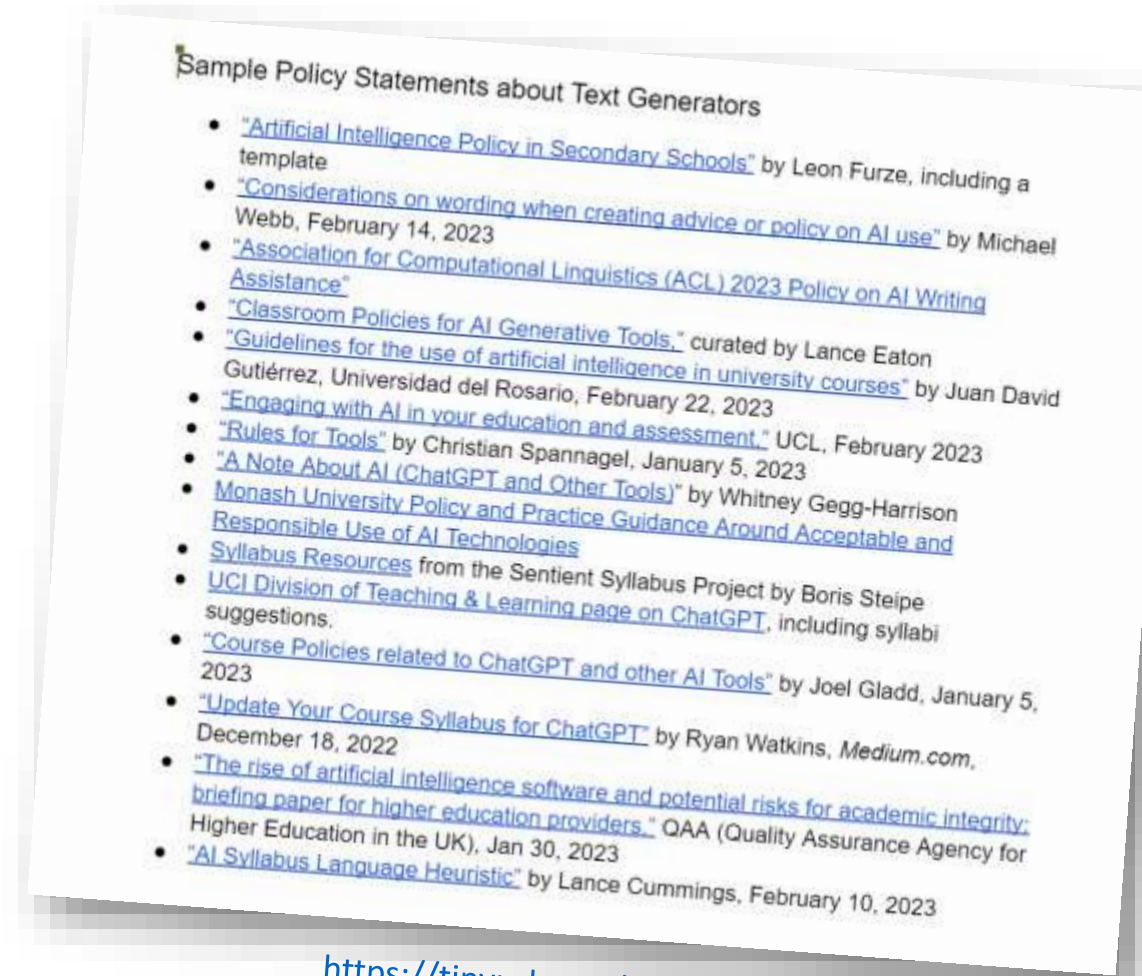 Sample Policy Statements about Text Generators
• "Artificial Intelligence Policy in Secondary Schools" by Leon Furze, including a
template
• "Considerations on wording when creating advice or policy on AI use" by Michael
Webb, February 14, 2023
• "Association for Computational Linguistics (ACL) 2023 Policy on AI Writing
Assistance"
• "Classroom Policies for AI Generative Tools," curated by Lance Eaton
• "Guidelines for the use of artificial intelligence in university courses" by Juan David
Gutiérrez, Universidad del Rosario, February 22, 2023
• "Engaging with AI in your education and assessment," UCL, February 2023
• "Rules for Tools" by Christian Spannagel, January 5, 2023
• "A Note About AI (ChatGPT and Other Tools)" by Whitney Gegg-Harrison
• Monash University Policy and Practice Guidance Around Acceptable and
Responsible Use of AI Technologies
• Syllabus Resources from the Sentient Syllabus Project by Boris Steipe
• UCI Division of Teaching & Learning page on ChatGPT, including syllabi
suggestions.
• "Course Policies related to ChatGPT and other AI Tools" by Joel Gladd, January 5,
2023
• "Update Your Course Syllabus for ChatGPT" by Ryan Watkins, Medium.com,
December 18, 2022
• "The rise of artificial intelligence software and potential risks for academic integrity:
briefing paper for higher education providers," QAA (Quality Assurance Agency for
Higher Education in the UK), Jan 30, 2023
• "AI Syllabus Language Heuristic" by Lance Cummings, February 10, 2023